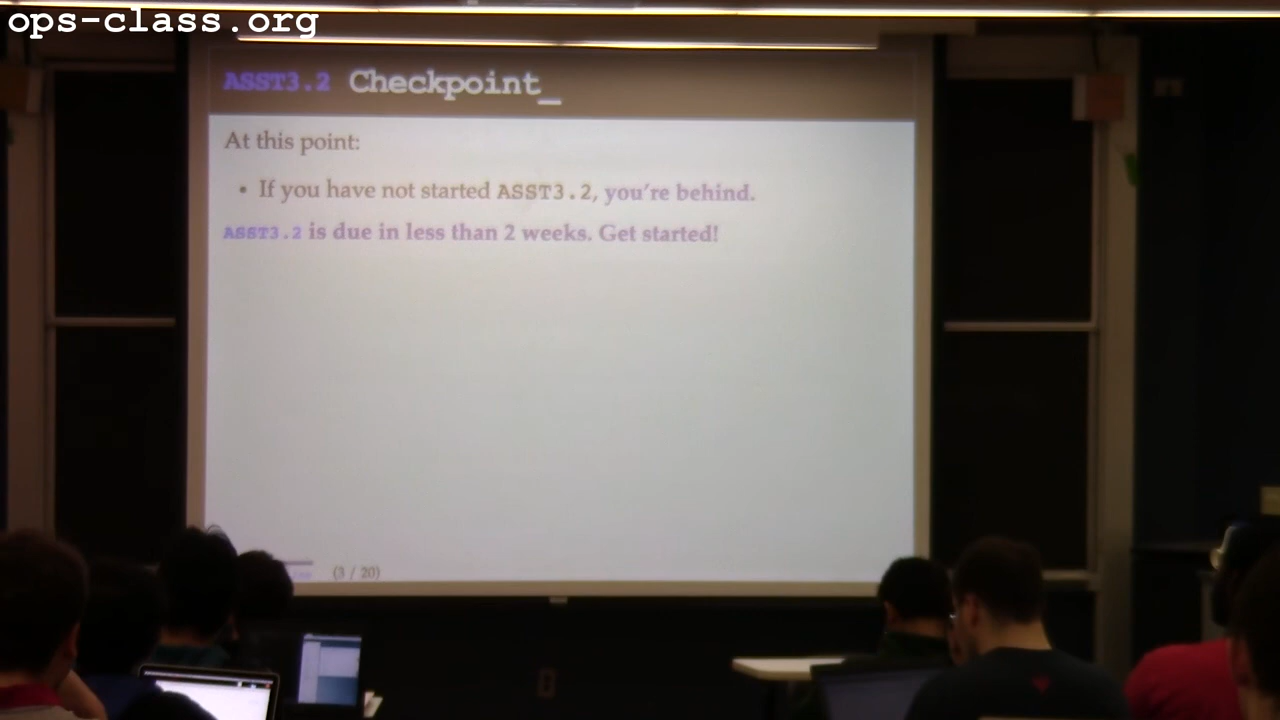 ops-class.org
ASST3.2 Checkpoint_
At this point:
• If you have not started ASST3.2, you're behind.
ASST3.2 is due in less than 2 weeks. Get started!
(3 / 20)